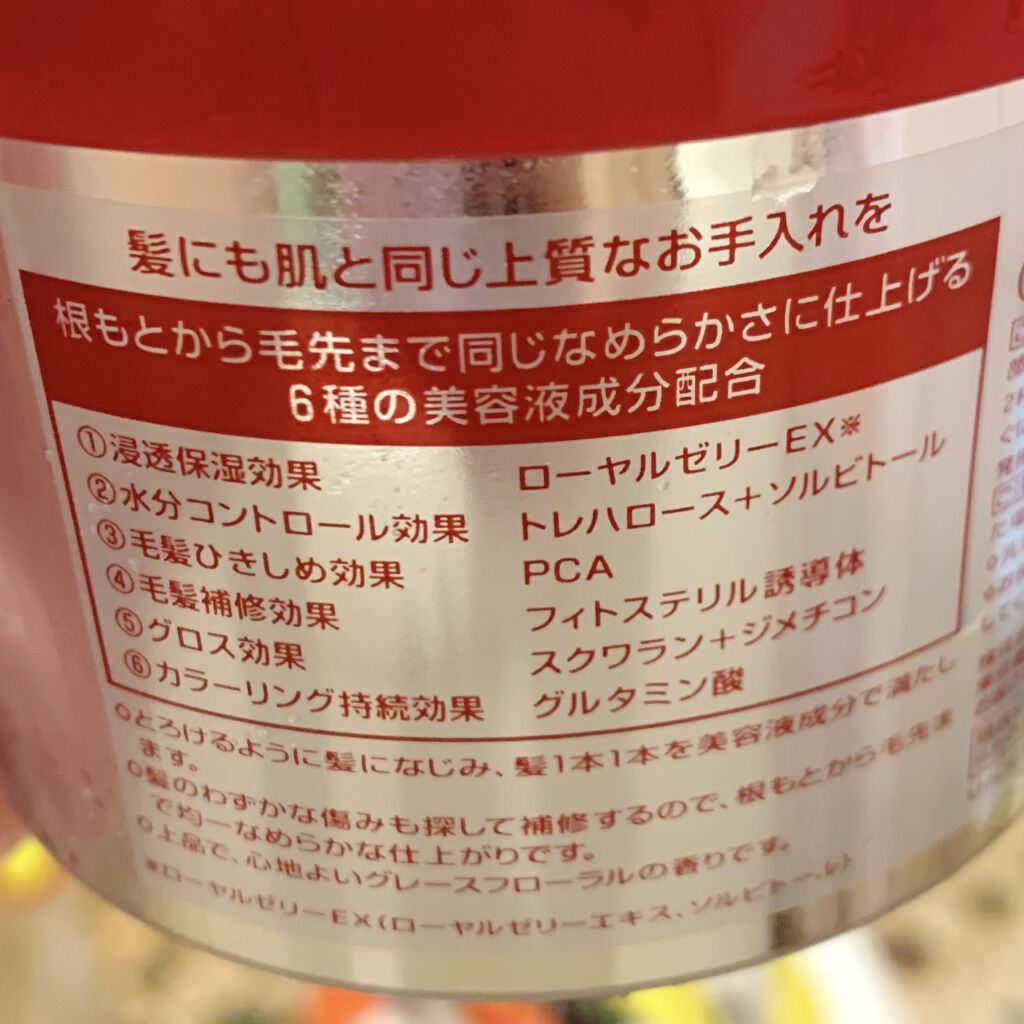 髪にも肌と同じ上質なお手入れを
根もとから毛先まで同じなめらかさに仕上げる
6種の美容液成分配合
①浸透保湿効果 ローヤルゼリーEX※
②水分コントロール効果 トレハロース+ソルビトール
③毛髪ひきしめ効果 PCA
④毛髪補修効果 フィトステリル誘導体
⑤グロス効果 スクワラン+ジメチコン
⑥カラーリング持続効果 グルタミン酸
○とろけるように髪になじみ、髪1本1本を美容液成分で満たし
ます。
○髪のわずかな傷みも探して補修するので、根もとから毛先ま
で均一なめらかな仕上がりです。
○上品で、心地よいグレースフローラルの香りです。
※ローヤルゼリーEX(ローヤルゼリーエキス、ソルビトール)